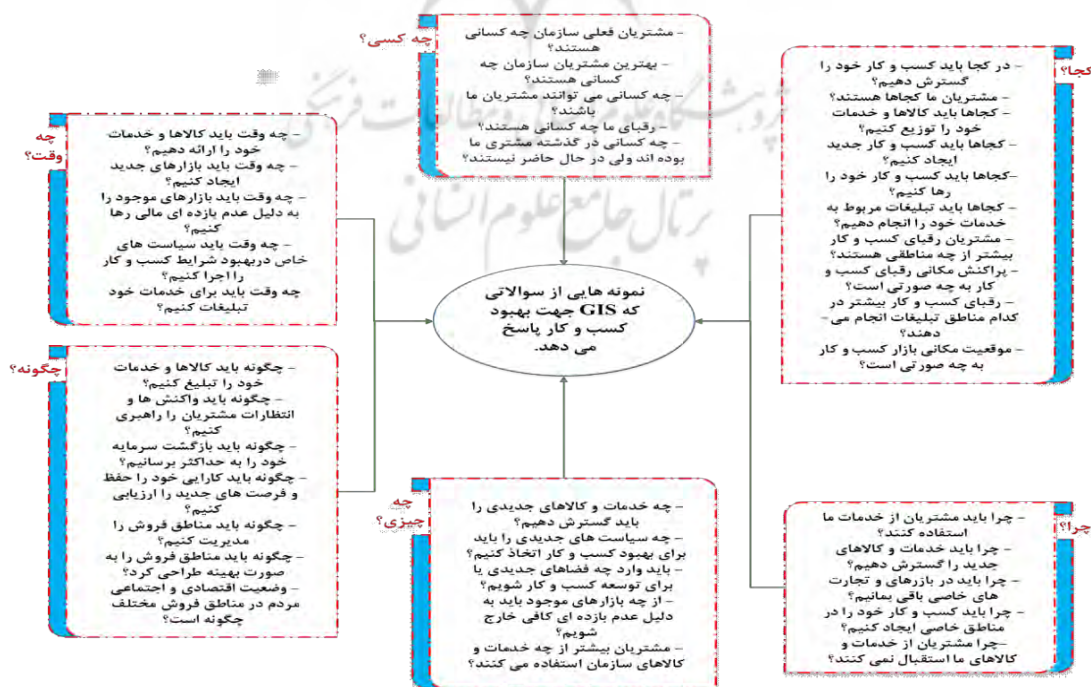 چه کسی؟
- مشتریان فعلی سازمان چه کسانی
هستند؟
- بهترین مشتریان سازمان چه
کسانی هستند؟
- چه کسانی می توانند مشتریان ما
باشند؟
- رقبای ما چه کسانی هستند؟
- چه کسانی در گذشته مشتری ما
بوده اند ولی در حال حاضر نیستند؟
کجا؟
- در کجا باید کسب و کار خود را
گسترش دهیم؟
- مشتریان ما کجاها هستند؟
- کجاها باید کالاها و خدمات
خود را توزیع کنیم؟
- کجاها باید کسب و کار جدید
ایجاد کنیم؟
-کجاها باید کسب و کار خود را
رها کنیم؟
- کجاها باید تبلیغات مربوط به
خدمات خود را انجام دهیم؟
- مشتریان رقبای کسب و کار
بیشتر از چه مناطقی هستند؟
- پراکنش مکانی رقبای کسب و
کار به چه صورتی است؟
- رقبای کسب و کار بیشتر در
کدام مناطق تبلیغات انجام می-
دهند؟
- موقعیت مکانی بازار کسب و کار
به چه صورتی است؟
چه
وقت؟
- چه وقت باید کالاها و خدمات
خود را ارائه دهیم؟
- چه وقت باید بازارهای جدید
ایجاد کنیم؟
- چه وقت باید بازارهای موجود را
به دلیل عدم بازده ای مالی رها
کنیم؟
- چه وقت باید سیاست های
خاص دربهبود شرایط کسب و کار
را اجرا کنیم؟
چه وقت باید برای خدمات خود
تبلیغات کنیم؟
نمونه هایی از سوالاتی
که GIS جهت بهبود
کسب و کار پاسخ
می دهد.
چگونه؟
- چگونه باید کالاها و خدمات
خود را تبلیغ کنیم؟
- چگونه باید واکنش ها و
انتظارات مشتریان را راهبری
کنیم؟
- چگونه باید بازگشت سرمایه
خود را به حداکثر برسانیم؟
- چگونه باید کارایی خود را حفظ
و فرصت های جدید را ارزیابی
کنیم؟
- چگونه باید مناطق فروش را
مدیریت کنیم؟
- چگونه باید مناطق فروش را به
صورت بهینه طراحی کرد؟
- وضعیت اقتصادی و اجتماعی
مردم در مناطق فروش مختلف
چگونه است؟
چه
چیزی؟
- چه خدمات و کالاهای جدیدی را
باید گسترش دهیم؟
- چه سیاست های جدیدی را باید
برای بهبود کسب و کار اتخاذ کنیم؟
- باید وارد چه فضاهای جدیدی یا
برای توسعه کسب و کار شویم؟
- از چه بازارهای موجود باید به
دلیل عدم بازده ای کافی خارج
شویم؟
- مشتریان بیشتر از چه خدمات و
کالاهای سازمان استفاده می کنند؟
چرا؟
- چرا باید مشتریان از خدمات ما
استفاده کنند؟
- چرا باید خدمات و کالاهای
جدید را گسترش دهیم؟
- چرا باید در بازرهای و تجارت
های خاصی باقی بمانیم؟
- چرا باید کسب و کار خود را در
مناطق خاصی ایجاد کنیم؟
-چرا مشتریان از خدمات و
کالاهای ما استقبال نمی کنند؟
پژوهشگاه علوم انسانی و مطالعات فرهنگی
پرتال جامع علوم انسانی